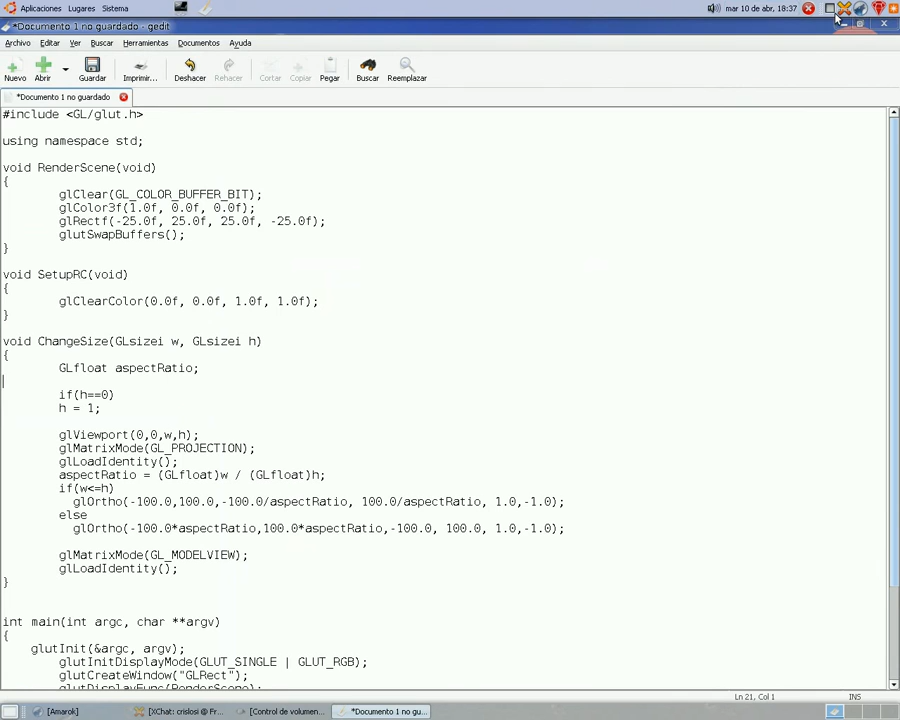 Aplicaciones Lugares Sistema mar 10 de abr, 18:37
*Documento 1 no guardado (~) - gedit
Archivo Editar Ver Buscar Herramientas Documentos Ayuda
Nuevo Abrir Guardar Imprimir... Deshacer Rehacer Cortar Copiar Pegar Buscar Reemplazar
*Documento 1 no guardado
#include <GL/glut.h>
using namespace std;
void RenderScene(void)
{
glClear(GL_COLOR_BUFFER_BIT);
glColor3f(1.0f, 0.0f, 0.0f);
glRectf(-25.0f, 25.0f, 25.0f, -25.0f);
glutSwapBuffers();
}
void SetupRC(void)
{
glClearColor(0.0f, 0.0f, 1.0f, 1.0f);
}
void ChangeSize(GLsizei w, GLsizei h)
{
GLfloat aspectRatio;
if(h==0)
h = 1;
glViewport(0,0,w,h);
glMatrixMode(GL_PROJECTION);
glLoadIdentity();
aspectRatio = (GLfloat)w / (GLfloat)h;
if(w<=h)
glOrtho(-100.0,100.0,-100.0/aspectRatio, 100.0/aspectRatio, 1.0,-1.0);
else
glOrtho(-100.0*aspectRatio,100.0*aspectRatio,-100.0, 100.0, 1.0,-1.0);
glMatrixMode(GL_MODELVIEW);
glLoadIdentity();
}
int main(int argc, char **argv)
{
glutInit(&argc, argv);
glutInitDisplayMode(GLUT_SINGLE | GLUT_RGB);
glutCreateWindow("GLRect");
glutDisplayFunc(RenderScene);
Ln 21, Col 1 INS
[Amarok] [XChat: crislosi @ Fr... [Control de volumen... *Documento 1 no gu...